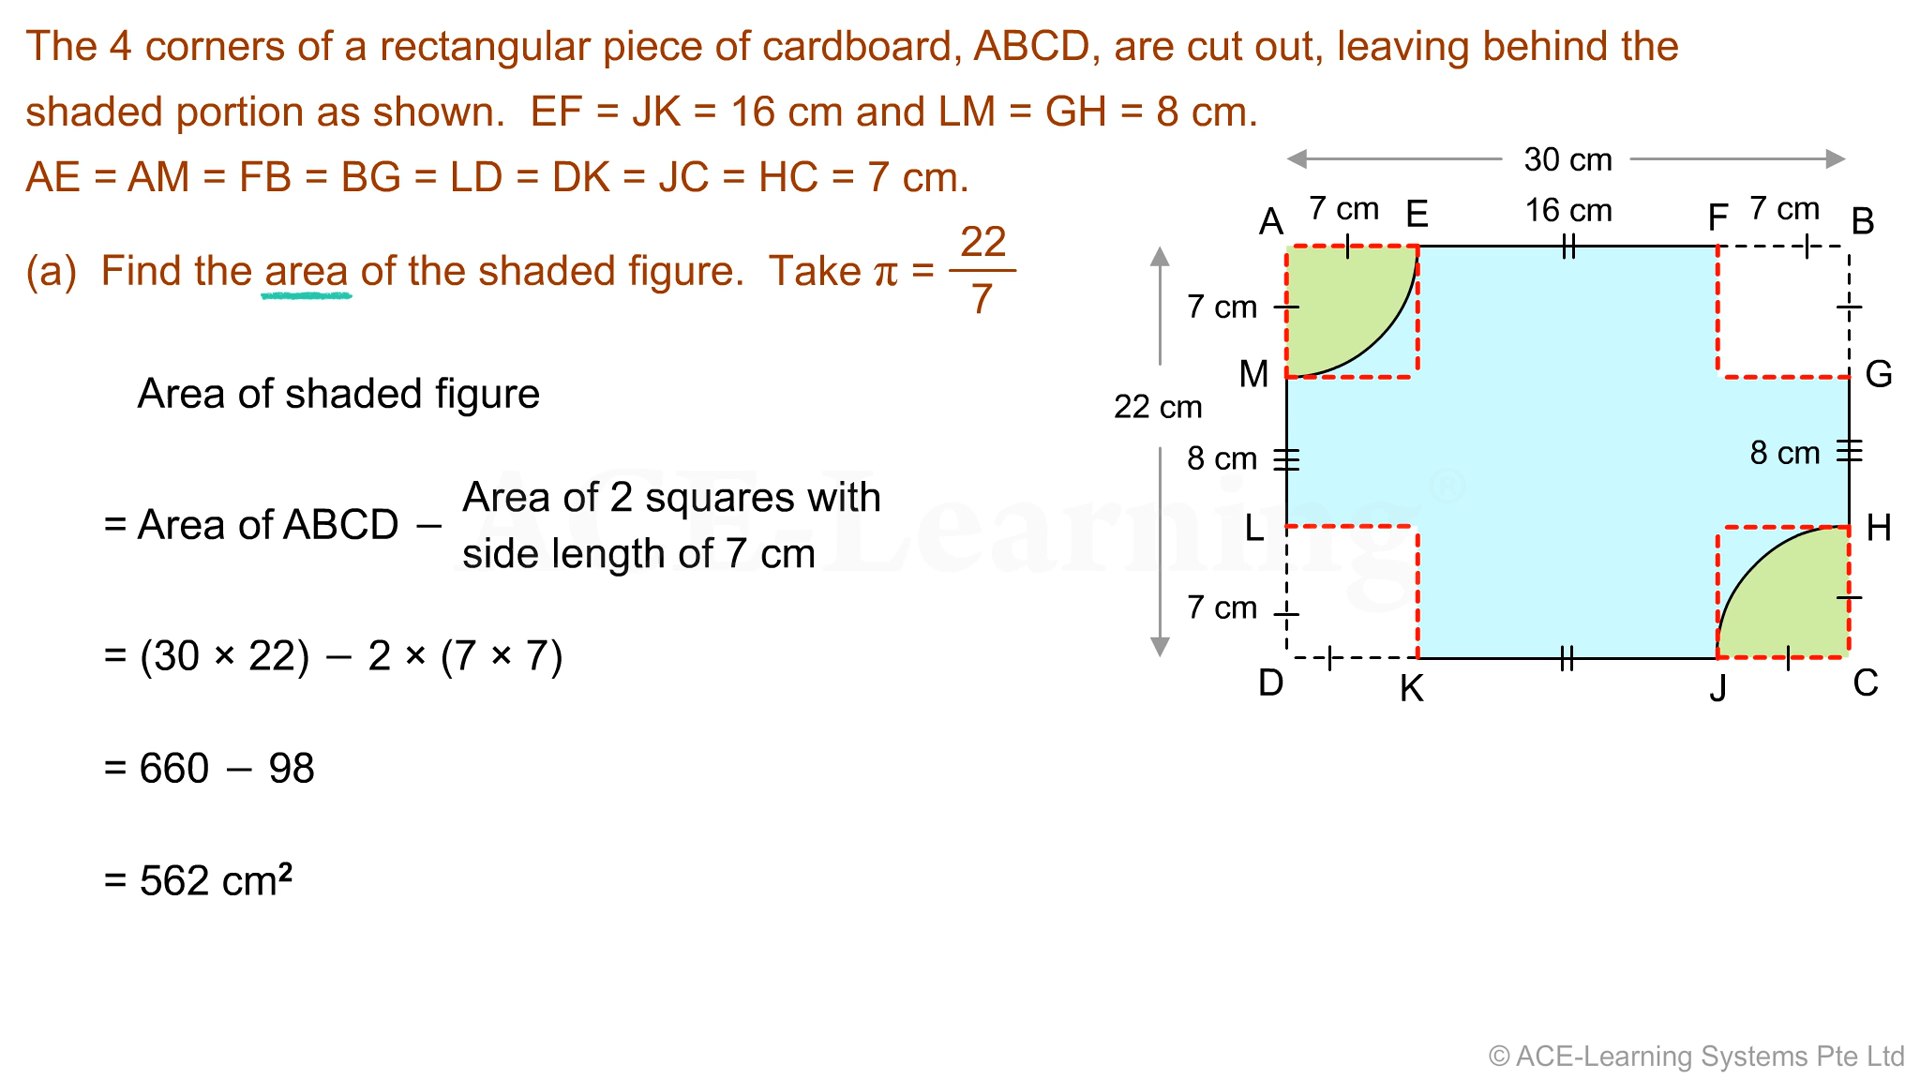 The 4 corners of a rectangular piece of cardboard, ABCD, are cut out, leaving behind the
shaded portion as shown. EF = JK = 16 cm and LM = GH = 8 cm.
AE = AM = FB = BG = LD = DK = JC = HC = 7 cm.
(a) Find the area of the shaded figure. Take π = 22/7
30 cm
A 7 cm E 16 cm F 7 cm B
7 cm
M G
22 cm
8 cm 8 cm
L H
7 cm
D K J C
Area of shaded figure
= Area of ABCD – Area of 2 squares with
side length of 7 cm
= (30 × 22) – 2 × (7 × 7)
= 660 – 98
= 562 cm²
ACE-Learning ®
© ACE-Learning Systems Pte Ltd